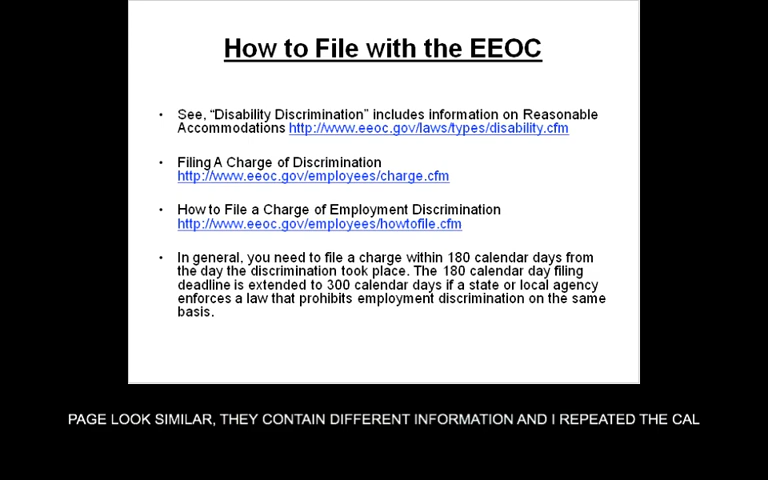 How to File with the EEOC
• See, “Disability Discrimination” includes information on Reasonable
Accommodations http://www.eeoc.gov/laws/types/disability.cfm
• Filing A Charge of Discrimination
http://www.eeoc.gov/employees/charge.cfm
• How to File a Charge of Employment Discrimination
http://www.eeoc.gov/employees/howtofile.cfm
• In general, you need to file a charge within 180 calendar days from
the day the discrimination took place. The 180 calendar day filing
deadline is extended to 300 calendar days if a state or local agency
enforces a law that prohibits employment discrimination on the same
basis.
PAGE LOOK SIMILAR, THEY CONTAIN DIFFERENT INFORMATION AND I REPEATED THE CAL